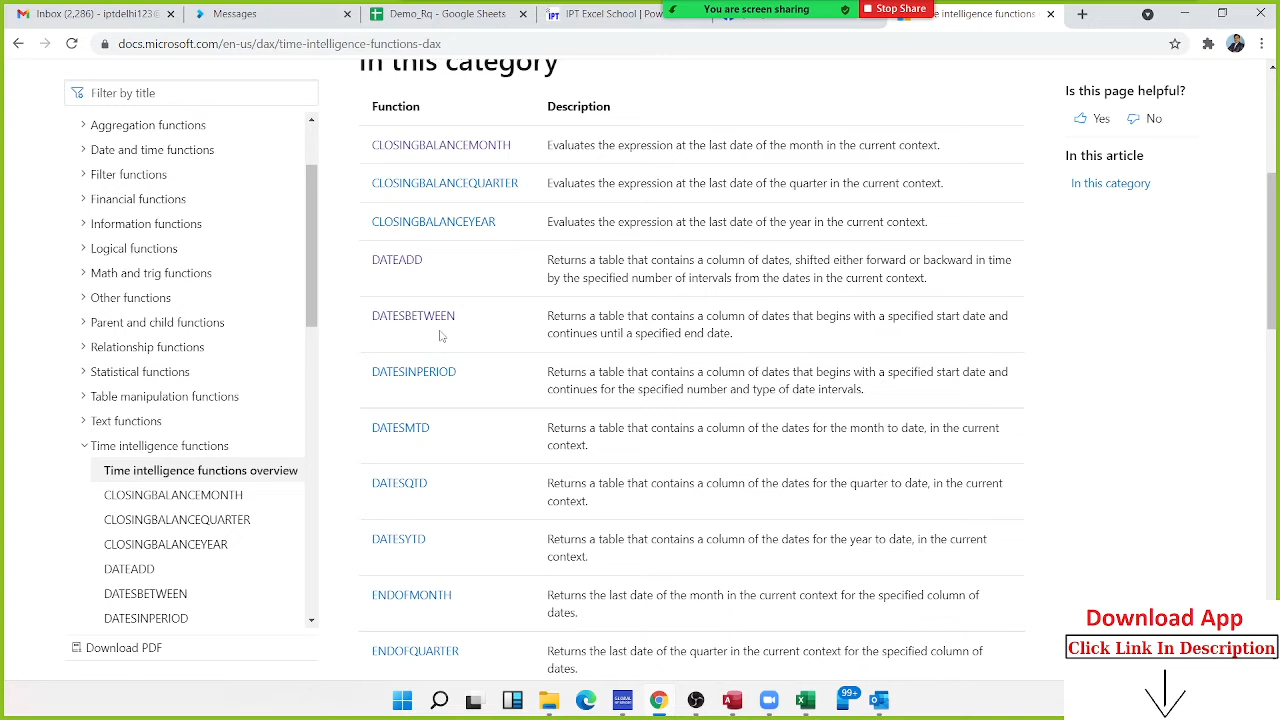 Inbox (2,286) - iptdelhi123@
Messages
Demo_Rq - Google Sheets
IPT Excel School | Pow
You are screen sharing
Stop Share
e intelligence functions
docs.microsoft.com/en-us/dax/time-intelligence-functions-dax
Filter by title
Aggregation functions
Date and time functions
Filter functions
Financial functions
Information functions
Logical functions
Math and trig functions
Other functions
Parent and child functions
Relationship functions
Statistical functions
Table manipulation functions
Text functions
Time intelligence functions
Time intelligence functions overview
CLOSINGBALANCEMONTH
CLOSINGBALANCEQUARTER
CLOSINGBALANCEYEAR
DATEADD
DATESBETWEEN
DATESINPERIOD
Download PDF
In this category
Function Description
CLOSINGBALANCEMONTH Evaluates the expression at the last date of the month in the current context.
CLOSINGBALANCEQUARTER Evaluates the expression at the last date of the quarter in the current context.
CLOSINGBALANCEYEAR Evaluates the expression at the last date of the year in the current context.
DATEADD Returns a table that contains a column of dates, shifted either forward or backward in time
by the specified number of intervals from the dates in the current context.
DATESBETWEEN Returns a table that contains a column of dates that begins with a specified start date and
continues until a specified end date.
DATESINPERIOD Returns a table that contains a column of dates that begins with a specified start date and
continues for the specified number and type of date intervals.
DATESMTD Returns a table that contains a column of the dates for the month to date, in the current
context.
DATESQTD Returns a table that contains a column of the dates for the quarter to date, in the current
context.
DATESYTD Returns a table that contains a column of the dates for the year to date, in the current
context.
ENDOFMONTH Returns the last date of the month in the current context for the specified column of
dates.
ENDOFQUARTER Returns the last date of the quarter in the current context for the specified column of
dates.
Is this page helpful?
Yes No
In this article
In this category
Download App
Click Link In Description
99+